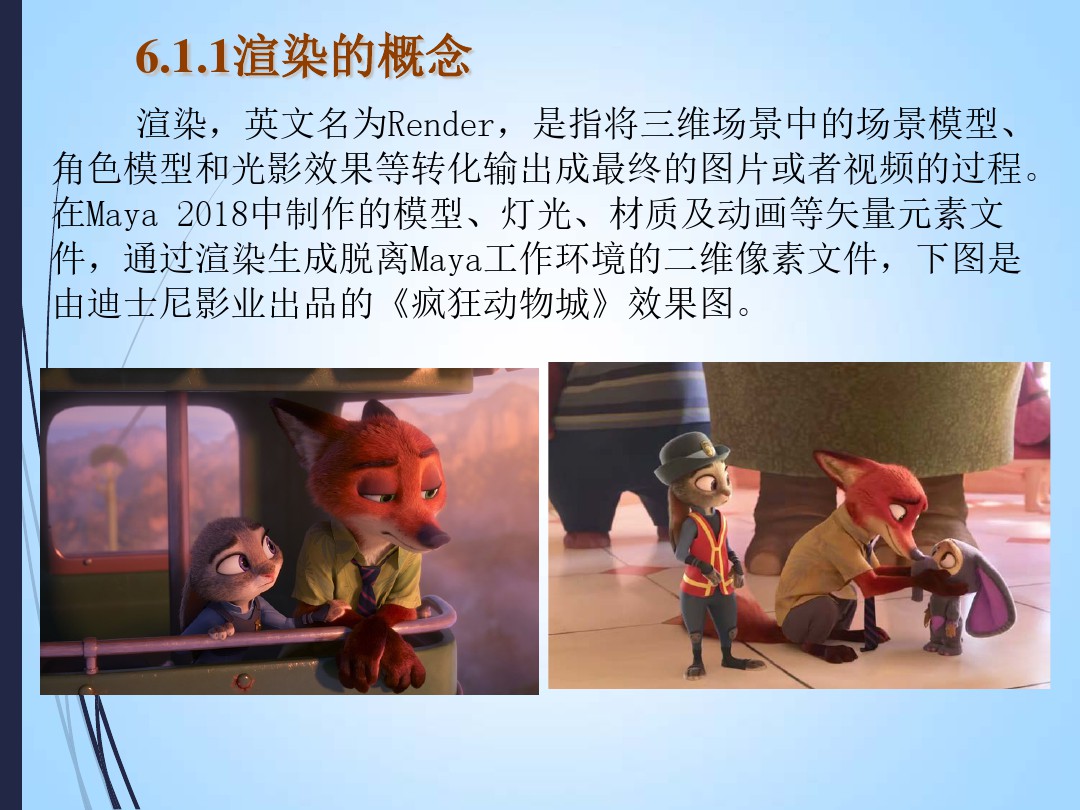 6.1.1渲染的概念
渲染，英文名为Render，是指将三维场景中的场景模型、
角色模型和光影效果等转化输出成最终的图片或者视频的过程。
在Maya 2018中制作的模型、灯光、材质及动画等矢量元素文
件，通过渲染生成脱离Maya工作环境的二维像素文件，下图是
由迪士尼影业出品的《疯狂动物城》效果图。